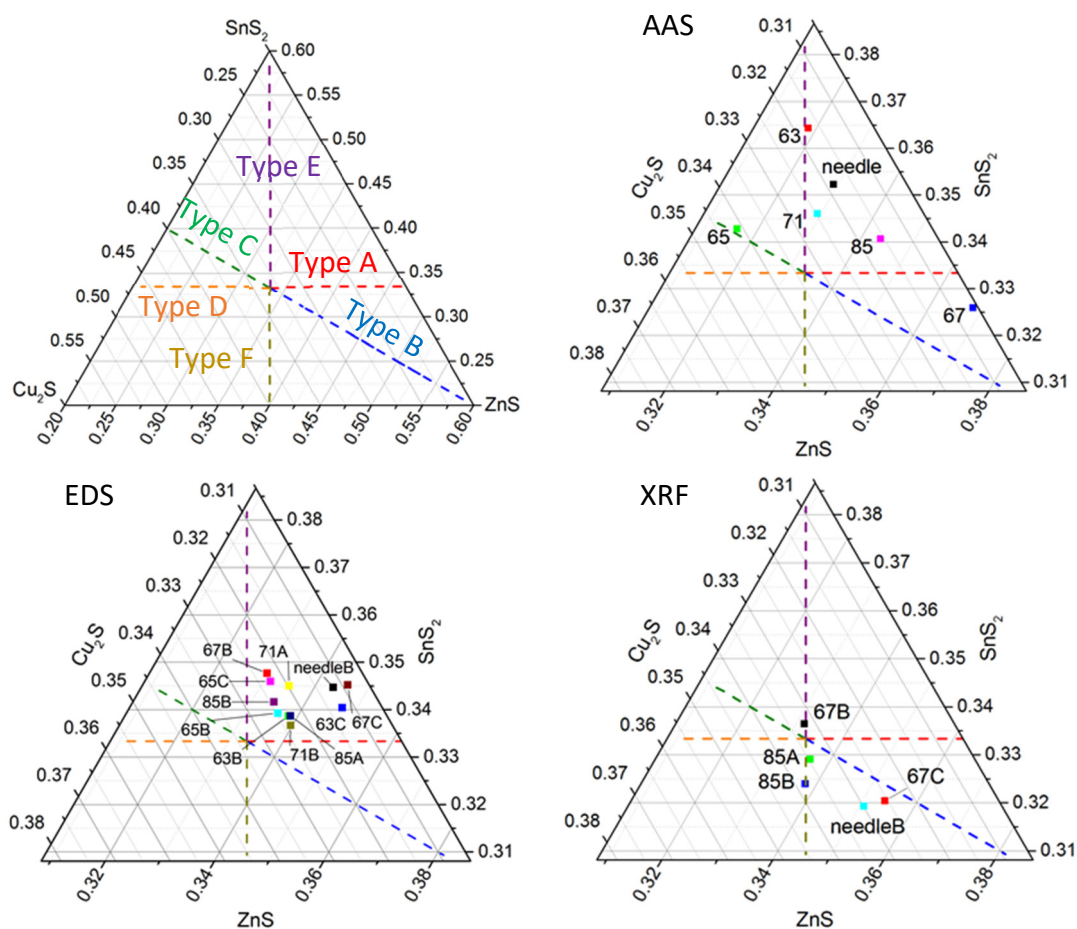 SnS2
0.60
0.25
0.55
0.30
0.50
Type E
0.35
0.45
0.40
Type C
0.40
0.45
Type A
0.35
0.50
Type D
0.30
Type B
0.55
Type F
0.25
Cu2S
ZnS
0.20
0.25
0.30
0.35
0.40
0.45
0.50
0.55
0.60
AAS
0.31
0.38
0.32
0.37
0.33
63
0.36
0.34
needle
Cu2S
SnS2
0.35
0.35
71
65
85
0.34
0.36
0.33
0.37
67
0.32
0.38
0.31
0.32
0.34
0.36
0.38
ZnS
EDS
0.31
0.38
0.32
0.37
0.33
0.36
0.34
Cu2S
SnS2
67B
71A
needleB
0.35
65C
0.35
85B
0.34
65B
63C
67C
0.36
63B
71B
85A
0.33
0.37
0.32
0.38
0.31
0.32
0.34
0.36
0.38
ZnS
XRF
0.31
0.38
0.32
0.37
0.33
0.36
0.34
Cu2S
SnS2
0.35
0.35
67B
0.34
0.36
85A
0.33
0.37
85B
67C
0.32
needleB
0.38
0.31
0.32
0.34
0.36
0.38
ZnS